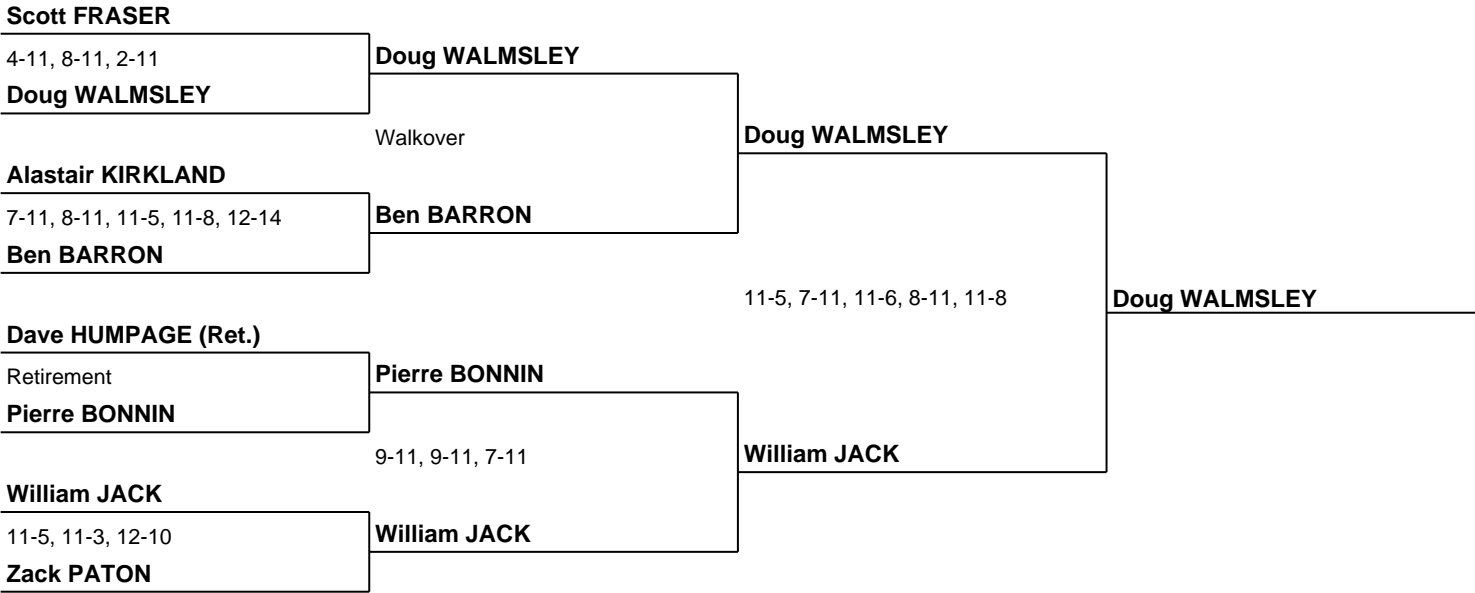 Scott FRASER
4-11, 8-11, 2-11
Doug WALMSLEY
Alastair KIRKLAND
7-11, 8-11, 11-5, 11-8, 12-14
Ben BARRON
Dave HUMPAGE (Ret.)
Retirement
Pierre BONNIN
William JACK
11-5, 11-3, 12-10
Zack PATON
Doug WALMSLEY
Walkover
Ben BARRON
Pierre BONNIN
9-11, 9-11, 7-11
William JACK
Doug WALMSLEY
11-5, 7-11, 11-6, 8-11, 11-8
William JACK
Doug WALMSLEY